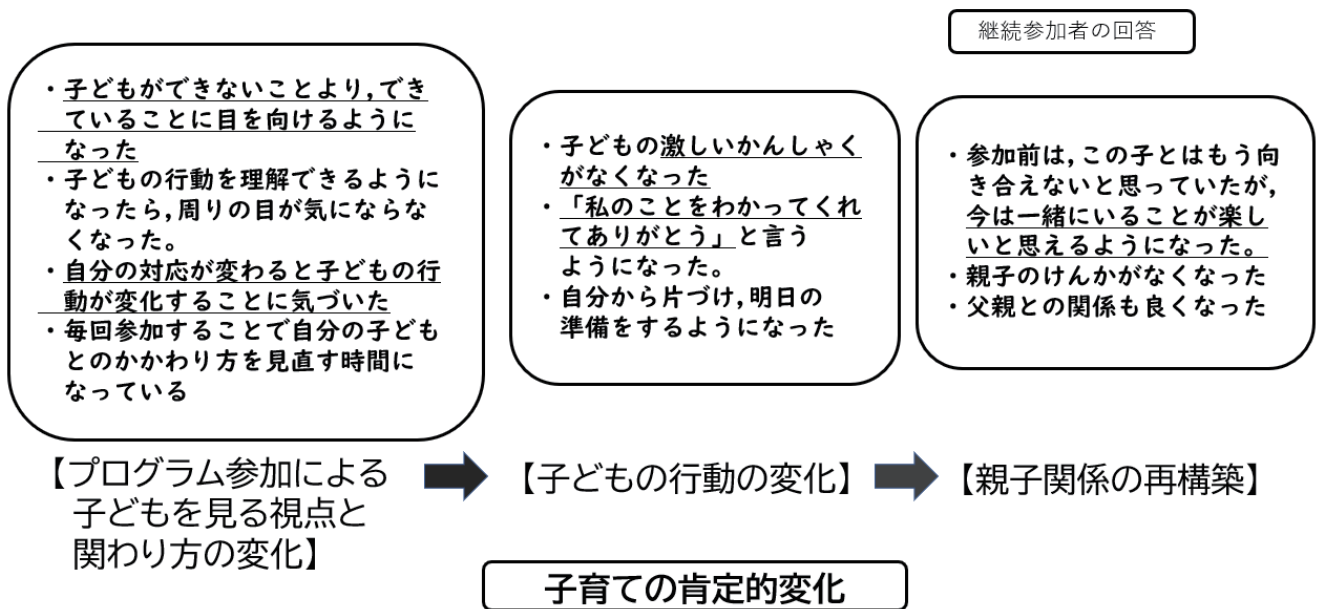 継続参加者の回答
・子どもができないことより,でき
ていることに目を向けるように
なった
・子どもの行動を理解できるように
なったら,周りの目が気にならな
くなった。
・自分の対応が変わると子どもの行
動が変化することに気づいた
・毎回参加することで自分の子ども
とのかかわり方を見直す時間に
なっている
・子どもの激しいかんしゃく
がなくなった
・「私のことをわかってくれ
てありがとう」と言う
ようになった。
・自分から片づけ,明日の
準備をするようになった
・参加前は,この子とはもう向
き合えないと思っていたが,
今は一緒にいることが楽し
いと思えるようになった。
・親子のけんかがなくなった
・父親との関係も良くなった
【プログラム参加による
子どもを見る視点と
関わり方の変化】
【子どもの行動の変化】
【親子関係の再構築】
子育ての肯定的変化